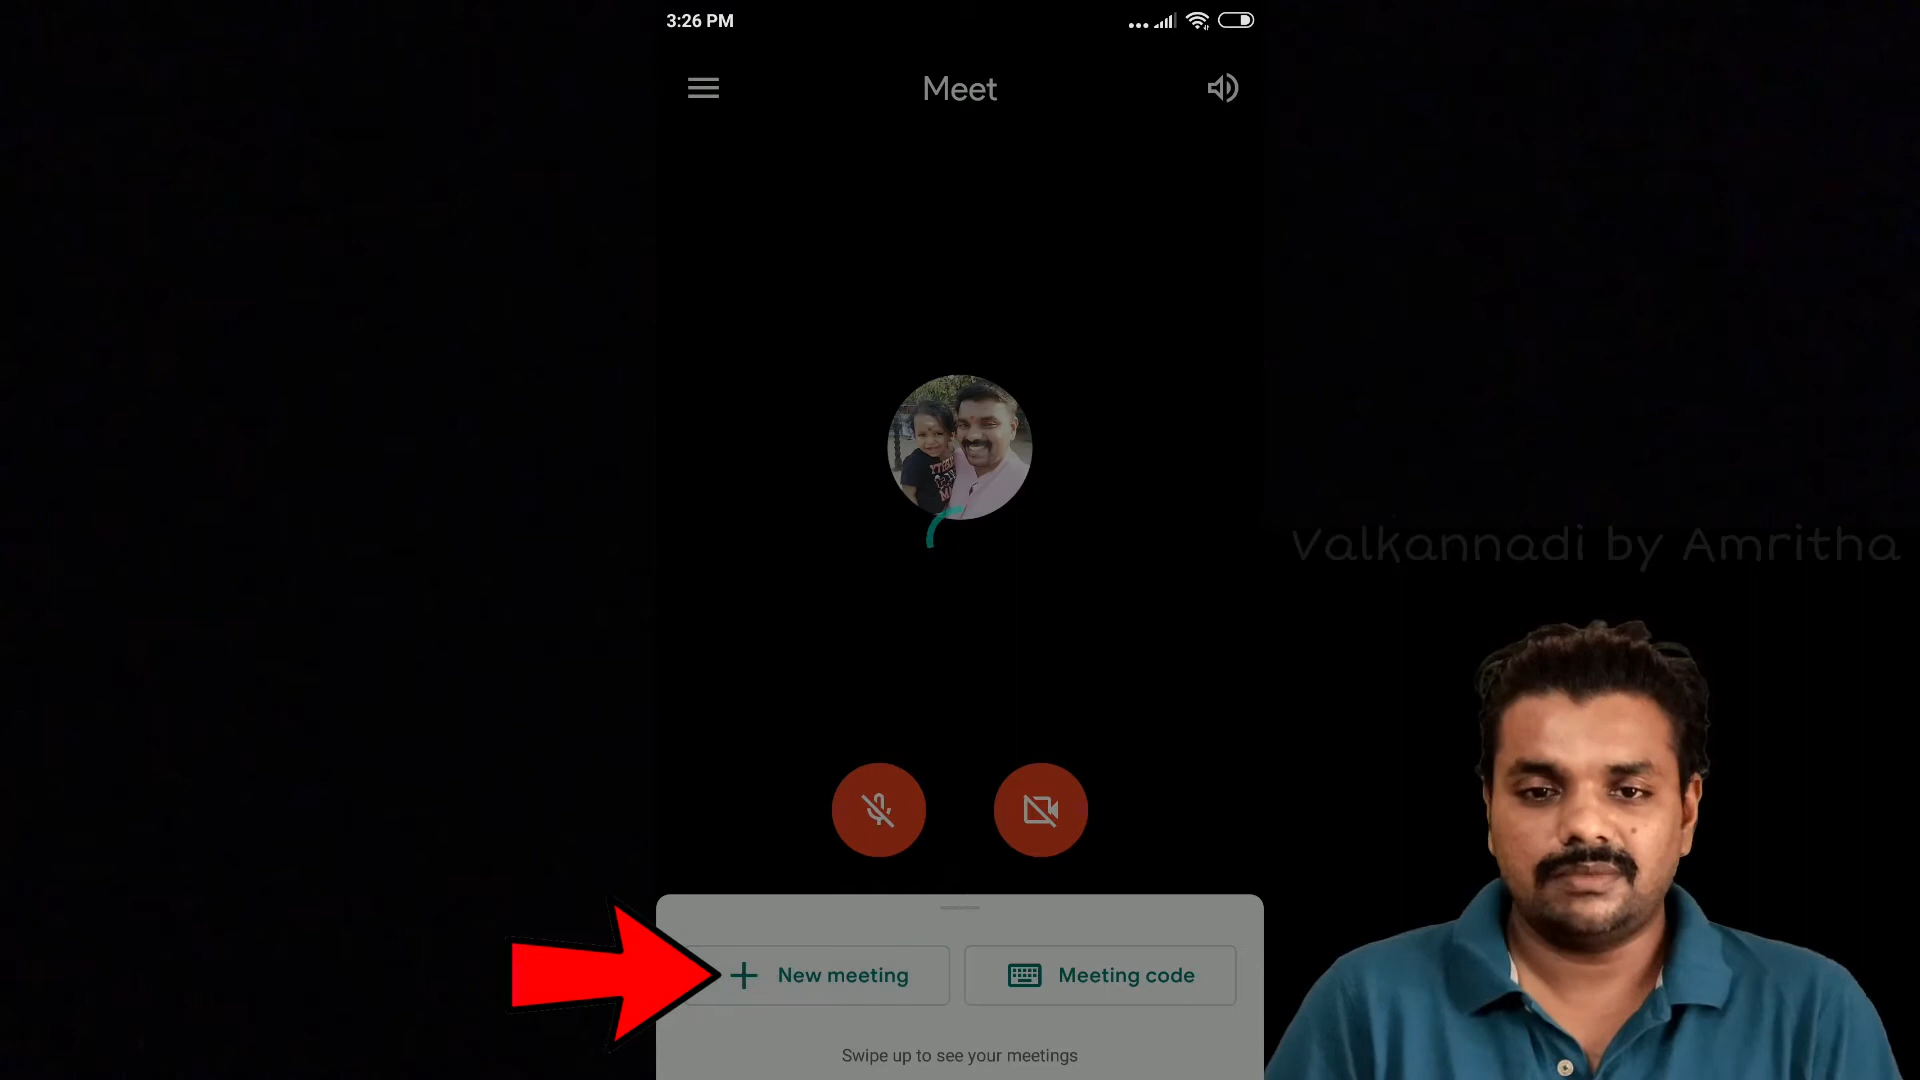 3:26 PM
Meet
Valkannadi by Amritha
New meeting
Meeting code
Swipe up to see your meetings